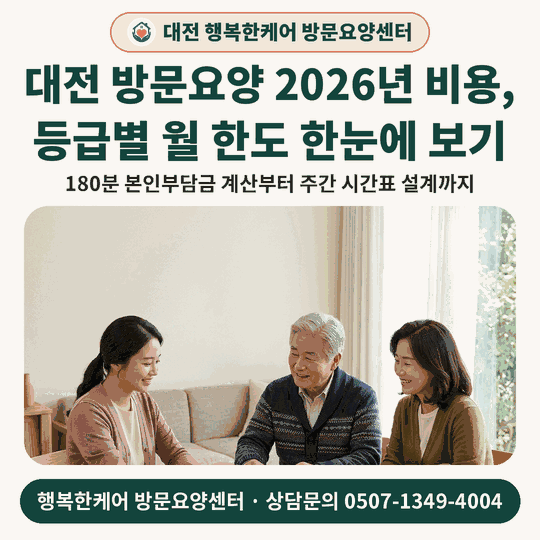 대전 행복한케어 방문요양센터
대전 방문요양 2026년 비용,
등급별 월 한도 한눈에 보기
180분 본인부담금 계산부터 주간 시간표 설계까지
행복한케어 방문요양센터 · 상담문의 0507-1349-4004